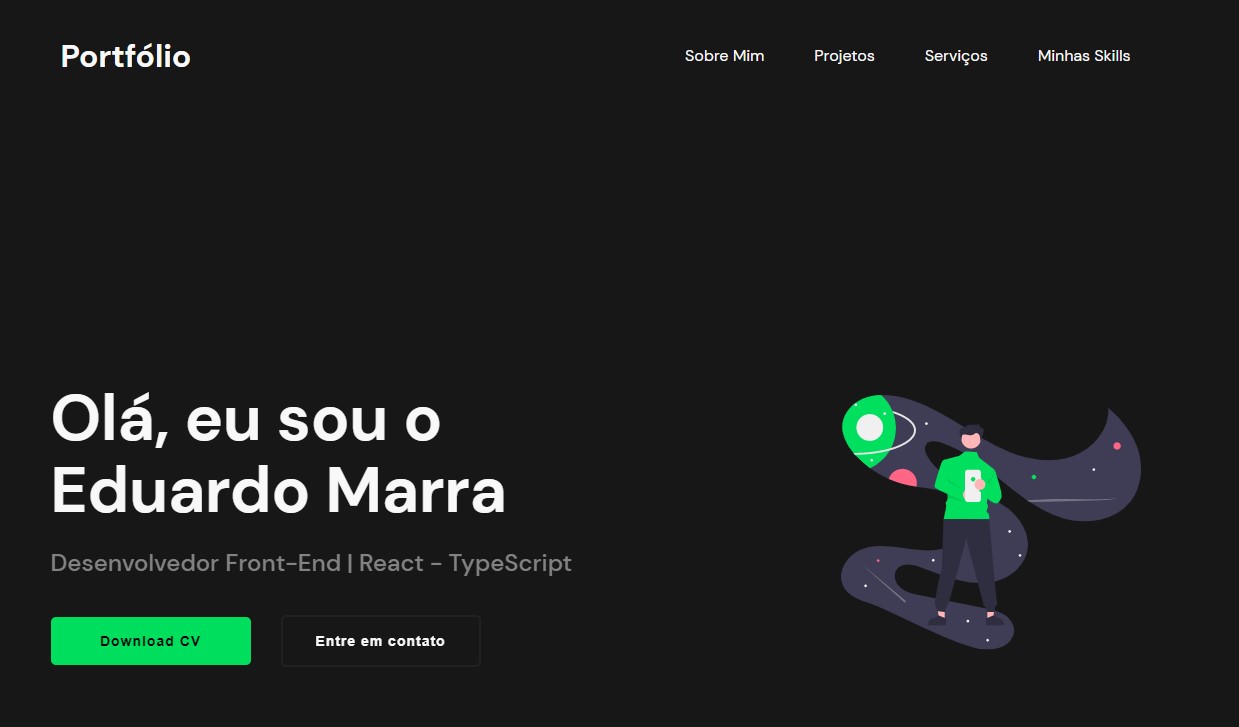 Portfólio
Sobre Mim Projetos Serviços Minhas Skills
Olá, eu sou o
Eduardo Marra
Desenvolvedor Front-End | React - TypeScript
Download CV Entre em contato